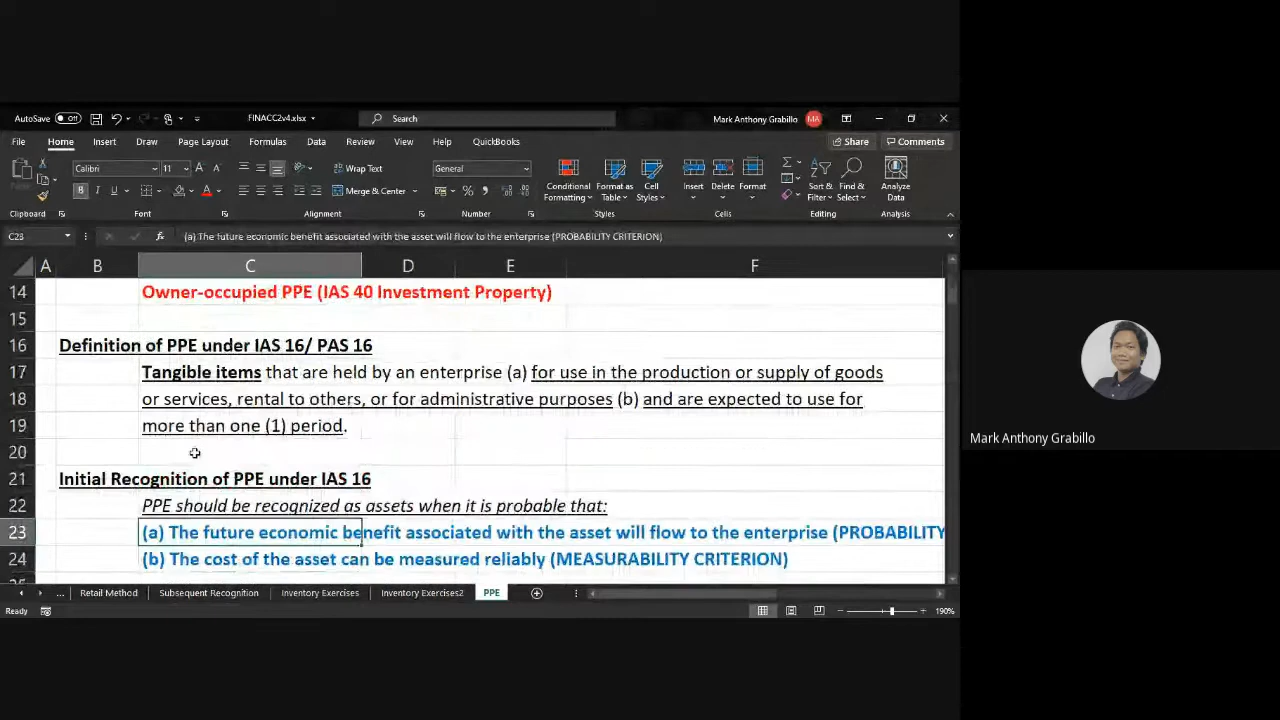 AutoSave Off FINACC2v4.xlsx Search Mark Anthony Grabillo MA
File Home Insert Draw Page Layout Formulas Data Review View Help QuickBooks Share Comments
Calibri 11 Wrap Text General
B I U A Merge & Center % Conditional Formatting Format as Table Cell Styles Insert Delete Format Sort & Filter Find & Select Analyze Data
Clipboard Font Alignment Number Styles Cells Editing Analysis
C23 fx (a) The future economic benefit associated with the asset will flow to the enterprise (PROBABILITY CRITERION)
A B C D E F
14 Owner-occupied PPE (IAS 40 Investment Property)
15
16 Definition of PPE under IAS 16/ PAS 16
17 Tangible items that are held by an enterprise (a) for use in the production or supply of goods
18 or services, rental to others, or for administrative purposes (b) and are expected to use for
19 more than one (1) period.
20
21 Initial Recognition of PPE under IAS 16
22 PPE should be recognized as assets when it is probable that:
23 (a) The future economic benefit associated with the asset will flow to the enterprise (PROBABILITY
24 (b) The cost of the asset can be measured reliably (MEASURABILITY CRITERION)
... Retail Method Subsequent Recognition Inventory Exercises Inventory Exercises2 PPE
Ready 190%
Mark Anthony Grabillo